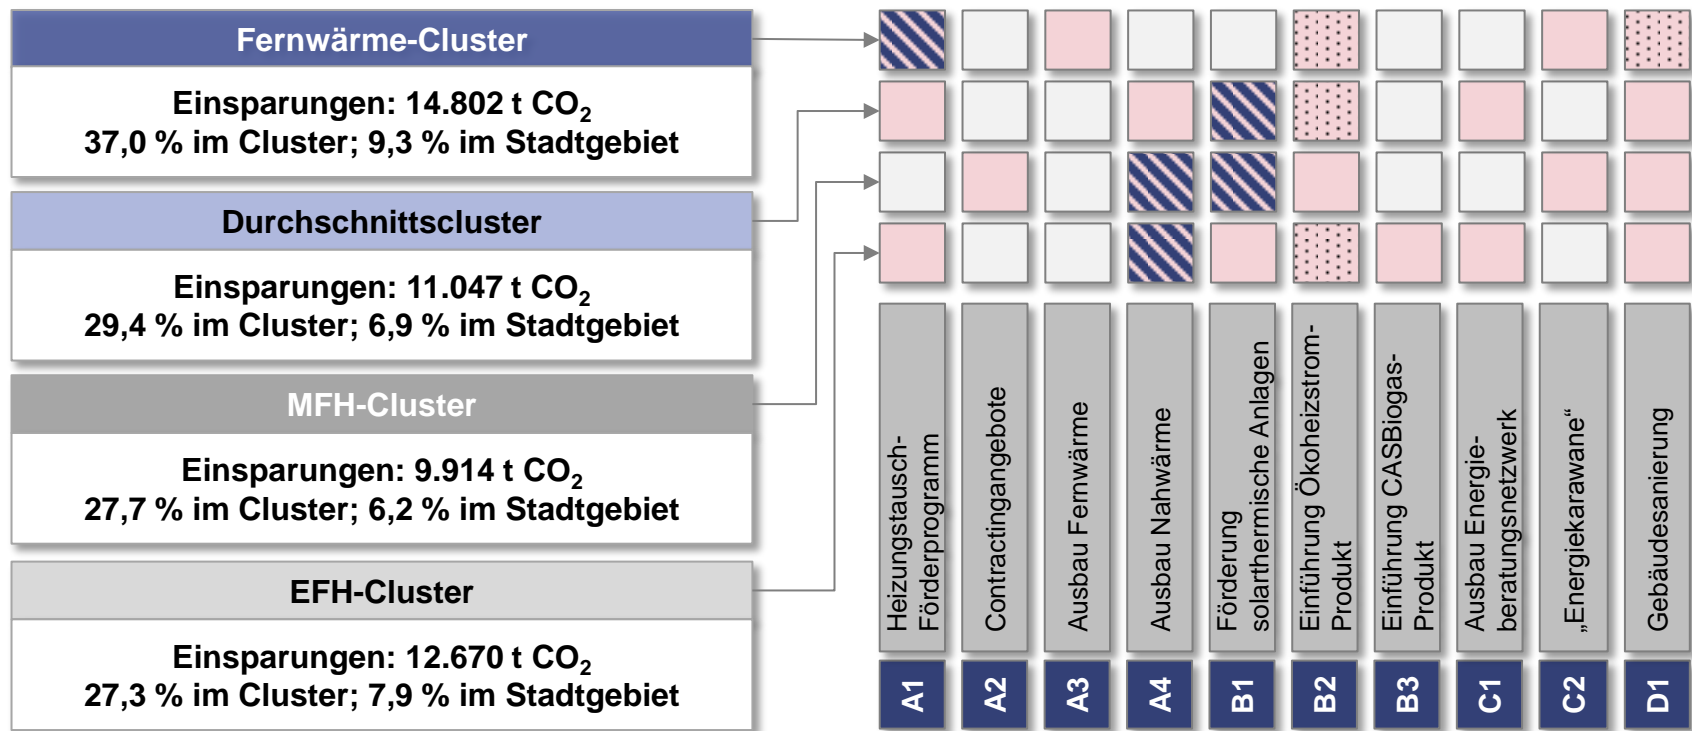 Fernwärme-Cluster
Einsparungen: 14.802 t CO₂
37,0 % im Cluster; 9,3 % im Stadtgebiet
Durchschnittscluster
Einsparungen: 11.047 t CO₂
29,4 % im Cluster; 6,9 % im Stadtgebiet
MFH-Cluster
Einsparungen: 9.914 t CO₂
27,7 % im Cluster; 6,2 % im Stadtgebiet
EFH-Cluster
Einsparungen: 12.670 t CO₂
27,3 % im Cluster; 7,9 % im Stadtgebiet
Heizungstausch-
Förderprogramm
Contractingangebote
Ausbau Fernwärme
Ausbau Nahwärme
Förderung
solarthermische Anlagen
Einführung Ökoheizstrom-
Produkt
Einführung CASBiogas-
Produkt
Ausbau Energie-
beratungsnetzwerk
„Energiekarawane“
Gebäudesanierung
A1
A2
A3
A4
B1
B2
B3
C1
C2
D1